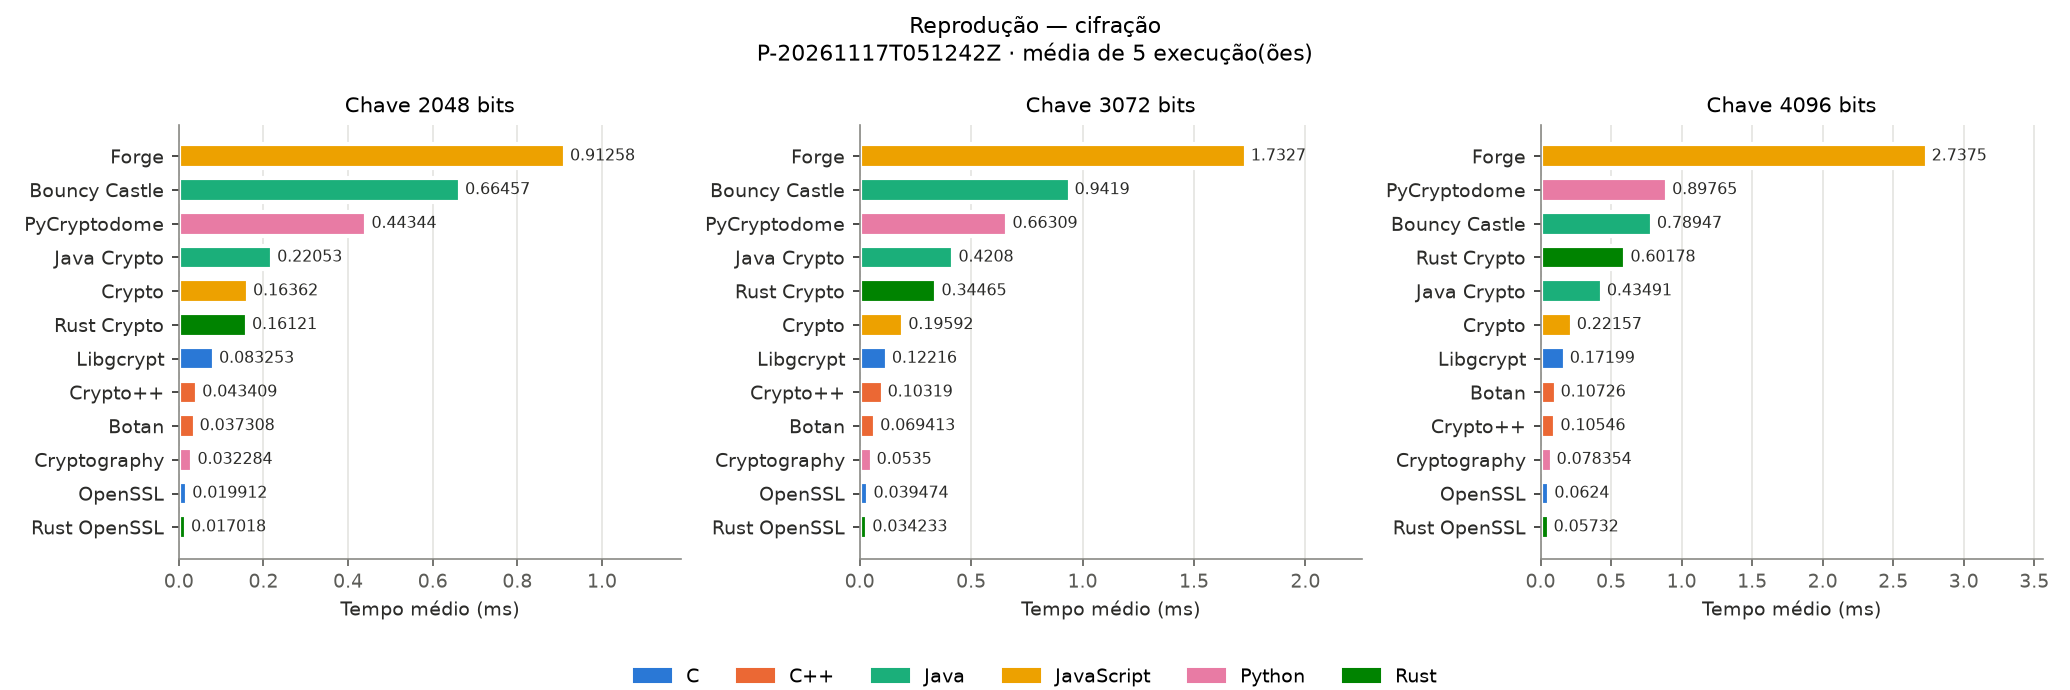 Reprodução — cifração
P-20261117T051242Z · média de 5 execução(ões)
Chave 2048 bits
Forge 0.91258
Bouncy Castle 0.66457
PyCryptodome 0.44344
Java Crypto 0.22053
Crypto 0.16362
Rust Crypto 0.16121
Libgcrypt 0.083253
Crypto++ 0.043409
Botan 0.037308
Cryptography 0.032284
OpenSSL 0.019912
Rust OpenSSL 0.017018
0.0 0.2 0.4 0.6 0.8 1.0
Tempo médio (ms)
Chave 3072 bits
Forge 1.7327
Bouncy Castle 0.9419
PyCryptodome 0.66309
Java Crypto 0.4208
Rust Crypto 0.34465
Crypto 0.19592
Libgcrypt 0.12216
Crypto++ 0.10319
Botan 0.069413
Cryptography 0.0535
OpenSSL 0.039474
Rust OpenSSL 0.034233
0.0 0.5 1.0 1.5 2.0
Tempo médio (ms)
Chave 4096 bits
Forge 2.7375
PyCryptodome 0.89765
Bouncy Castle 0.78947
Rust Crypto 0.60178
Java Crypto 0.43491
Crypto 0.22157
Libgcrypt 0.17199
Botan 0.10726
Crypto++ 0.10546
Cryptography 0.078354
OpenSSL 0.0624
Rust OpenSSL 0.05732
0.0 0.5 1.0 1.5 2.0 2.5 3.0 3.5
Tempo médio (ms)
C C++ Java JavaScript Python Rust